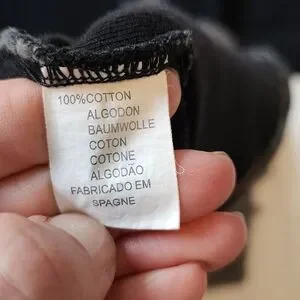 100%COTTON
ALGODON
BAUMWOLLE
COTON
COTONE
ALGODÃO
FABRICADO EM
SPAGNE